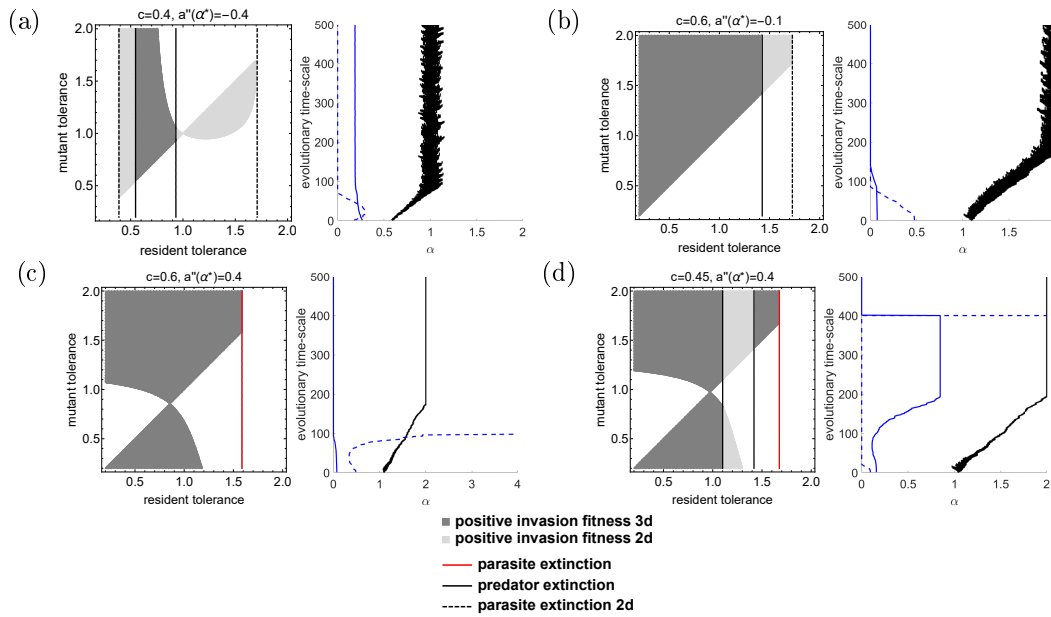 (a)
c=0.4, a''(α*)=−0.4
mutant tolerance
2.0
1.5
1.0
0.5
0.5 1.0 1.5 2.0
resident tolerance
evolutionary time-scale
500
400
300
200
100
0
0 0.5 1 1.5 2
α
(b)
c=0.6, a''(α*)=−0.1
mutant tolerance
2.0
1.5
1.0
0.5
0.5 1.0 1.5 2.0
resident tolerance
evolutionary time-scale
500
400
300
200
100
0
0 0.5 1 1.5
α
(c)
c=0.6, a''(α*)=0.4
mutant tolerance
2.0
1.5
1.0
0.5
0.5 1.0 1.5 2.0
resident tolerance
evolutionary time-scale
500
400
300
200
100
0
0 1 2 3 4
α
(d)
c=0.45, a''(α*)=0.4
mutant tolerance
2.0
1.5
1.0
0.5
0.5 1.0 1.5 2.0
resident tolerance
evolutionary time-scale
500
400
300
200
100
0
0 0.5 1 1.5 2
α
positive invasion fitness 3d
positive invasion fitness 2d
parasite extinction
predator extinction
parasite extinction 2d